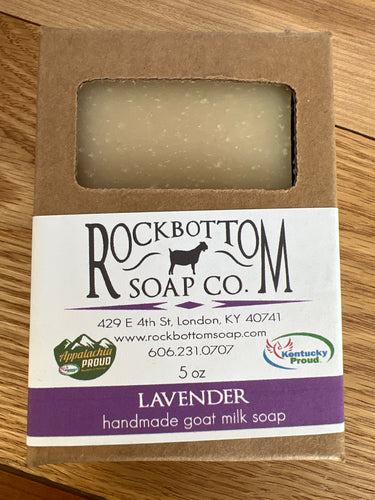 ROCKBOTTOM
SOAP CO.
429 E 4th St, London, KY 40741
www.rockbottomsoap.com
606.231.0707
Appalachia
PROUD
Kentucky
Proud
5 oz
LAVENDER
handmade goat milk soap